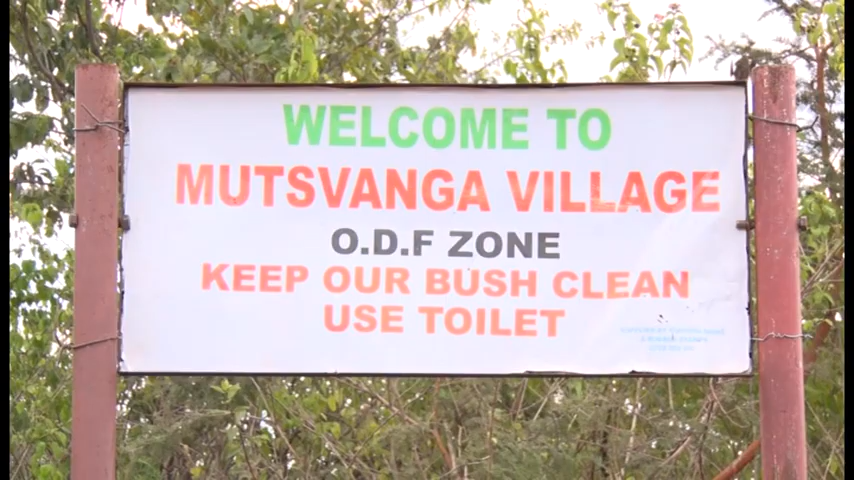 WELCOME TO
MUTSVANGA VILLAGE
O.D.F ZONE
KEEP OUR BUSH CLEAN
USE TOILET